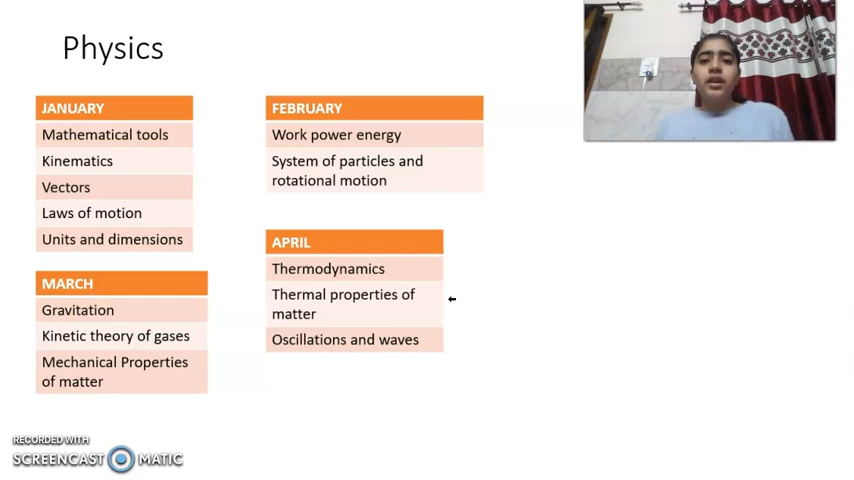 Physics
JANUARY
Mathematical tools
Kinematics
Vectors
Laws of motion
Units and dimensions
FEBRUARY
Work power energy
System of particles and
rotational motion
MARCH
Gravitation
Kinetic theory of gases
Mechanical Properties
of matter
APRIL
Thermodynamics
Thermal properties of
matter
Oscillations and waves
RECORDED WITH
SCREENCAST MATIC